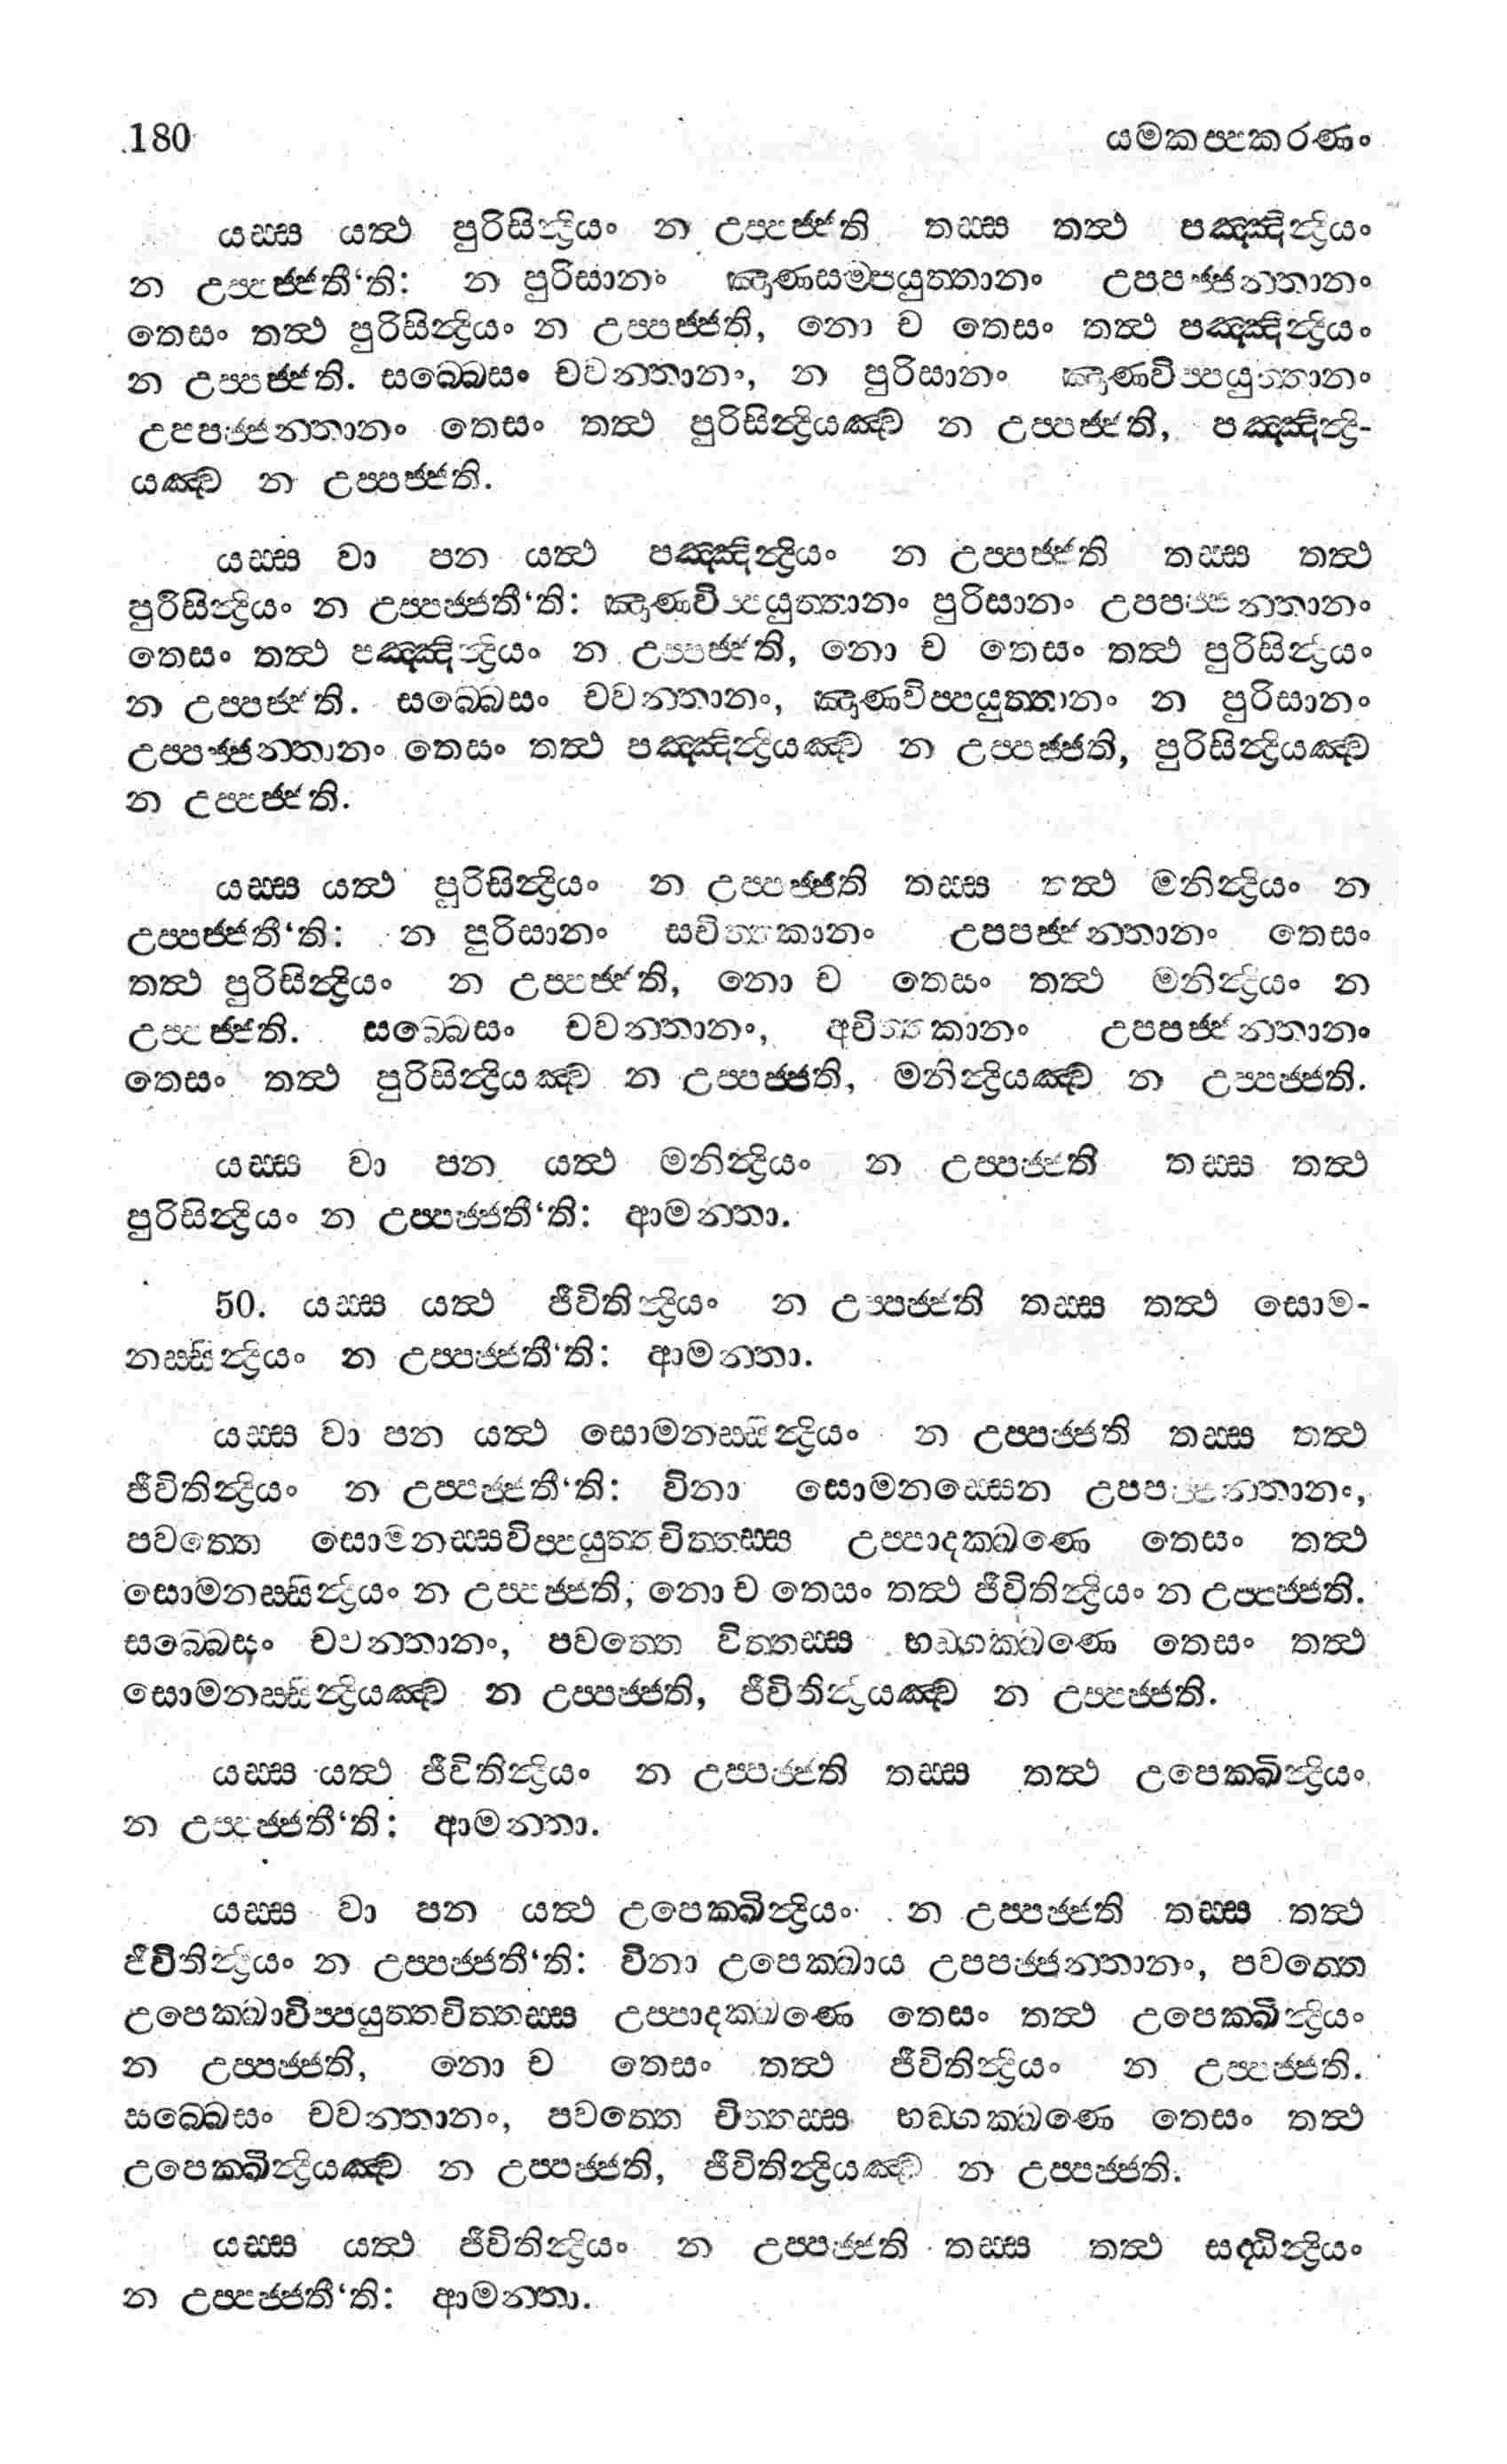 180 යමකප්පකරණං
යස්ස යත්ථ පුරිසින්ද්‍රියං න උප්පජ්ජති තස්ස තත්ථ පඤ්ඤින්ද්‍රියං
න උප්පජ්ජතී‘ති: න පුරිසානං ඤාණසම්පයුත්තානං උපපජ්ජන්තානං
තෙසං තත්ථ පුරිසින්ද්‍රියං න උප්පජ්ජති, නො ච තෙසං තත්ථ පඤ්ඤින්ද්‍රියං
න උප්පජ්ජති. සබ්බෙසං චවන්තානං, න පුරිසානං ඤාණවිප්පයුත්තානං
උපපජ්ජන්තානං තෙසං තත්ථ පුරිසින්ද්‍රියඤ්ච න උප්පජ්ජති, පඤ්ඤින්ද්‍රි-
යඤ්ච න උප්පජ්ජති.
යස්ස වා පන යත්ථ පඤ්ඤින්ද්‍රියං න උප්පජ්ජති තස්ස තත්ථ
පුරිසින්ද්‍රියං න උප්පජ්ජතී‘ති: ඤාණවිප්පයුත්තානං පුරිසානං උපපජ්ජන්තානං
තෙසං තත්ථ පඤ්ඤින්ද්‍රියං න උප්පජ්ජති, නො ච තෙසං තත්ථ පුරිසින්ද්‍රියං
න උප්පජ්ජති. සබ්බෙසං චවන්තානං, ඤාණවිප්පයුත්තානං න පුරිසානං
උප්පජ්ජන්තානං තෙසං තත්ථ පඤ්ඤින්ද්‍රියඤ්ච න උප්පජ්ජති, පුරිසින්ද්‍රියඤ්ච
න උප්පජ්ජති.
යස්ස යත්ථ පුරිසින්ද්‍රියං න උප්පජ්ජති තස්ස තත්ථ මනින්ද්‍රියං න
උප්පජ්ජතී‘ති: න පුරිසානං සචිත්තකානං උපපජ්ජන්තානං තෙසං
තත්ථ පුරිසින්ද්‍රියං න උප්පජ්ජති, නො ච තෙසං තත්ථ මනින්ද්‍රියං න
උප්පජ්ජති. සබ්බෙසං චවන්තානං, අචිත්තකානං උපපජ්ජන්තානං
තෙසං තත්ථ පුරිසින්ද්‍රියඤ්ච න උප්පජ්ජති, මනින්ද්‍රියඤ්ච න උප්පජ්ජති.
යස්ස වා පන යත්ථ මනින්ද්‍රියං න උප්පජ්ජති තස්ස තත්ථ
පුරිසින්ද්‍රියං න උප්පජ්ජතී‘ති: ආමන්තා.
50. යස්ස යත්ථ ජීවිතින්ද්‍රියං න උප්පජ්ජති තස්ස තත්ථ සොම-
නස්සින්ද්‍රියං න උප්පජ්ජතී‘ති: ආමන්තා.
යස්ස වා පන යත්ථ සොමනස්සින්ද්‍රියං න උප්පජ්ජති තස්ස තත්ථ
ජීවිතින්ද්‍රියං න උප්පජ්ජතී‘ති: විනා සොමනස්සෙන උපපජ්ජන්තානං,
පවත්තෙ සොමනස්සවිප්පයුත්තචිත්තස්ස උප්පාදක්ඛණෙ තෙසං තත්ථ
සොමනස්සින්ද්‍රියං න උප්පජ්ජති, නො ච තෙසං තත්ථ ජීවිතින්ද්‍රියං න උප්පජ්ජති.
සබ්බෙසං චවන්තානං, පවත්තෙ චිත්තස්ස භඞ්ගක්ඛණෙ තෙසං තත්ථ
සොමනස්සින්ද්‍රියඤ්ච න උප්පජ්ජති, ජීවිතින්ද්‍රියඤ්ච න උප්පජ්ජති.
යස්ස යත්ථ ජීවිතින්ද්‍රියං න උප්පජ්ජති තස්ස තත්ථ උපෙක්ඛින්ද්‍රියං
න උප්පජ්ජතී‘ති: ආමන්තා.
යස්ස වා පන යත්ථ උපෙක්ඛින්ද්‍රියං න උප්පජ්ජති තස්ස තත්ථ
ජීවිතින්ද්‍රියං න උප්පජ්ජතී‘ති: විනා උපෙක්ඛාය උපපජ්ජන්තානං, පවත්තෙ
උපෙක්ඛාවිප්පයුත්තචිත්තස්ස උප්පාදක්ඛණෙ තෙසං තත්ථ උපෙක්ඛින්ද්‍රියං
න උප්පජ්ජති, නො ච තෙසං තත්ථ ජීවිතින්ද්‍රියං න උප්පජ්ජති.
සබ්බෙසං චවන්තානං, පවත්තෙ චිත්තස්ස භඞ්ගක්ඛණෙ තෙසං තත්ථ
උපෙක්ඛින්ද්‍රියඤ්ච න උප්පජ්ජති, ජීවිතින්ද්‍රියඤ්ච න උප්පජ්ජති.
යස්ස යත්ථ ජීවිතින්ද්‍රියං න උප්පජ්ජති තස්ස තත්ථ සද්ධින්ද්‍රියං
න උප්පජ්ජතී‘ති: ආමන්තා.